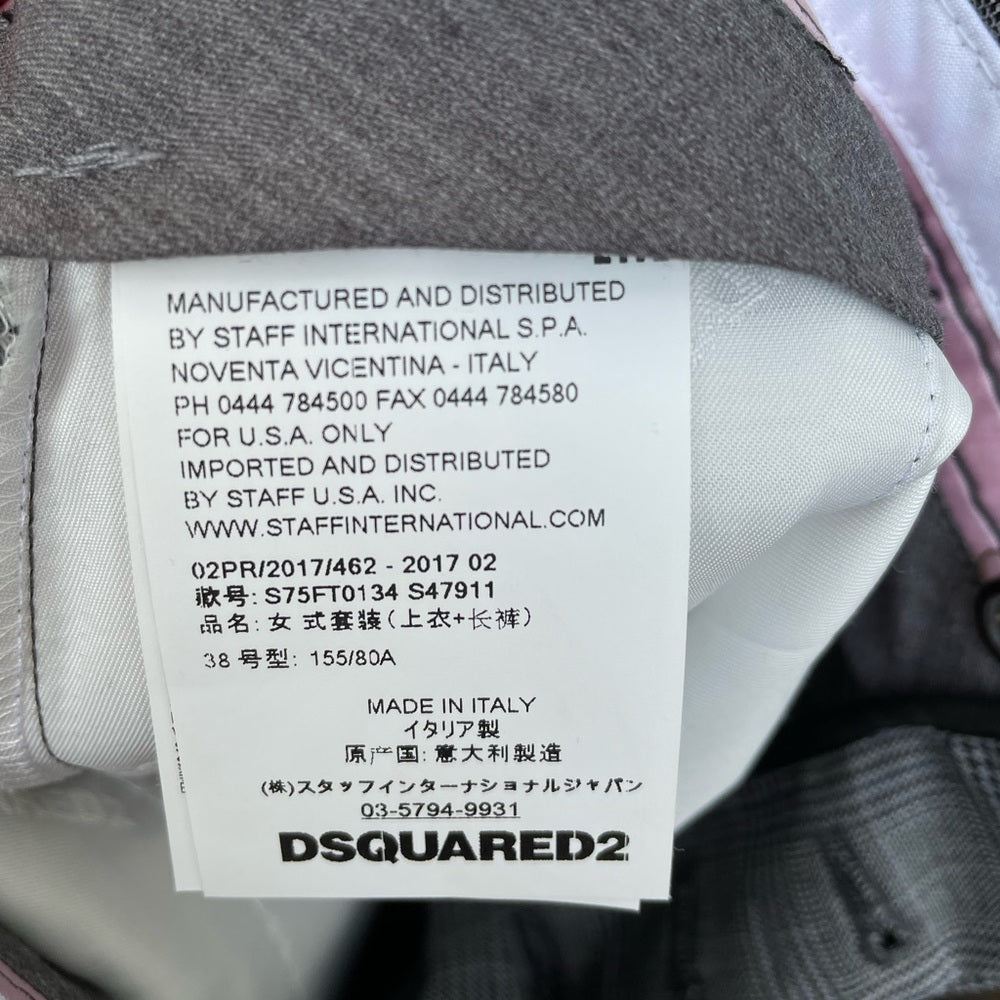 MANUFACTURED AND DISTRIBUTED
BY STAFF INTERNATIONAL S.P.A.
NOVENTA VICENTINA - ITALY
PH 0444 784500 FAX 0444 784580
FOR U.S.A. ONLY
IMPORTED AND DISTRIBUTED
BY STAFF U.S.A. INC.
WWW.STAFFINTERNATIONAL.COM
02PR/2017/462 - 2017 02
款号: S75FT0134 S47911
品名: 女 式套装(上衣+长裤)
38 号型: 155/80A
MADE IN ITALY
イタリア製
原产国: 意大利製造
(株)スタッフインターナショナルジャパン
03-5794-9931
DSQUARED2